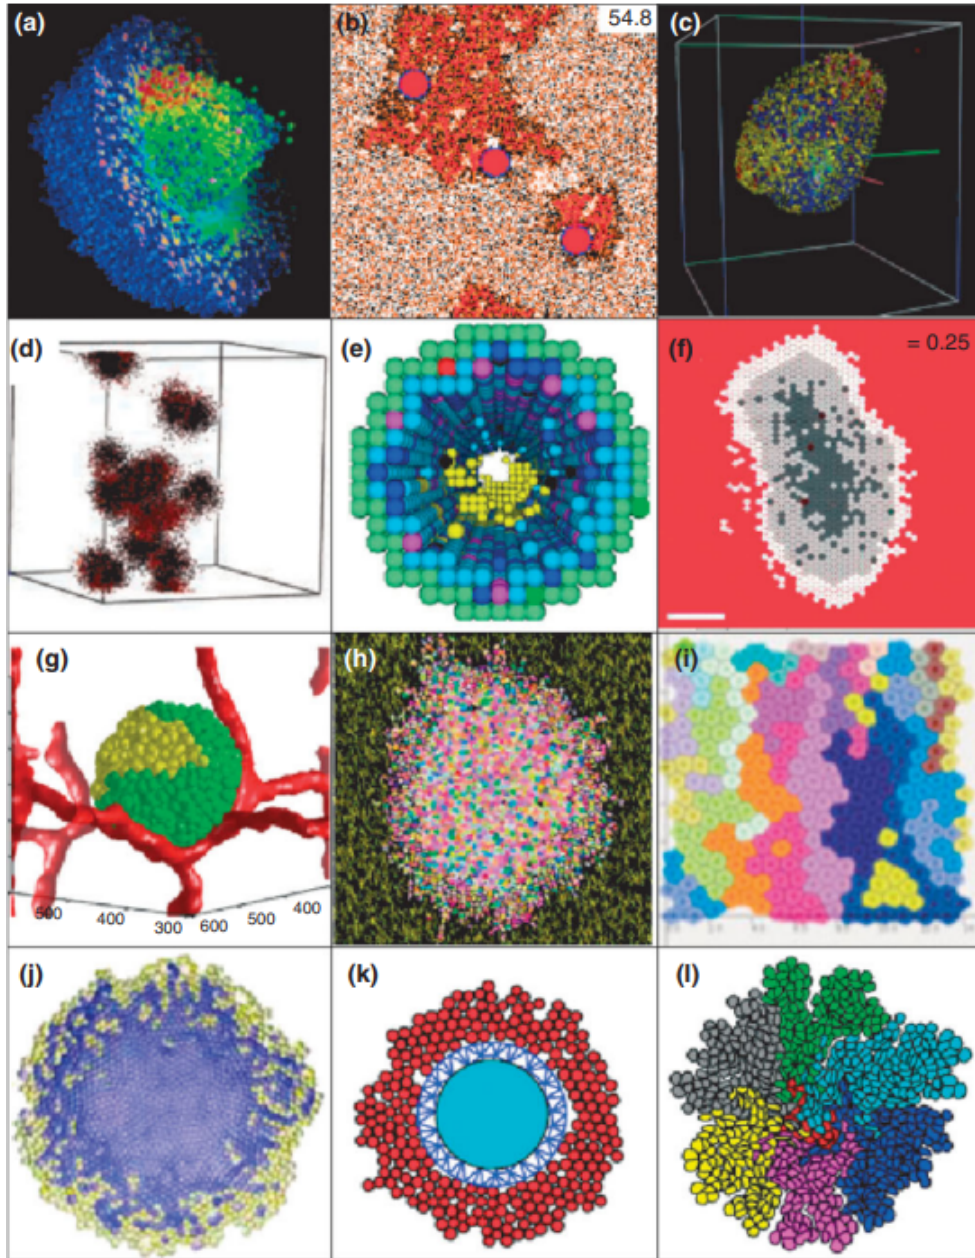 (a)
(b)
54.8
(c)
(d)
(e)
(f)
= 0.25
(g)
500
400
300
600
500
400
(h)
(i)
(j)
(k)
(l)